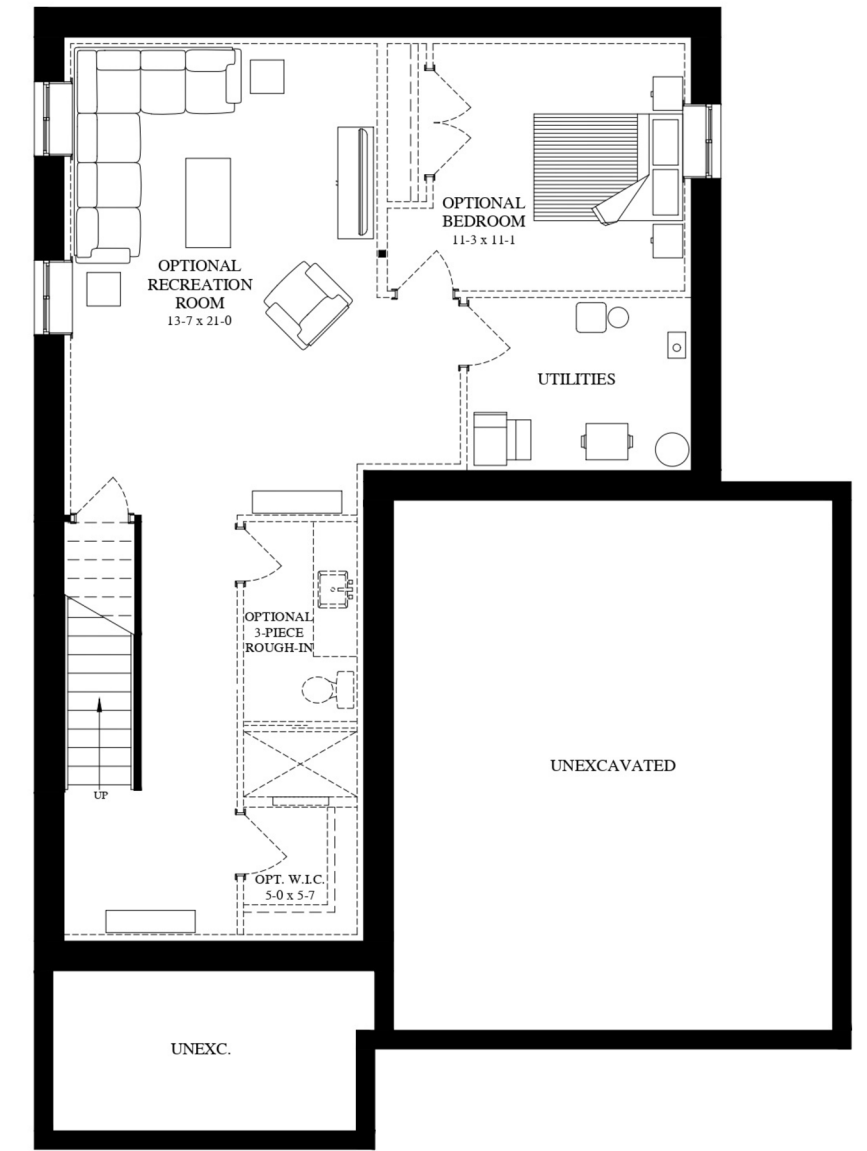 OPTIONAL
BEDROOM
11-3 x 11-1
OPTIONAL
RECREATION
ROOM
13-7 x 21-0
UTILITIES
OPTIONAL
3-PIECE
ROUGH-IN
UNEXCAVATED
UP
OPT. W.I.C.
5-0 x 5-7
UNEXC.